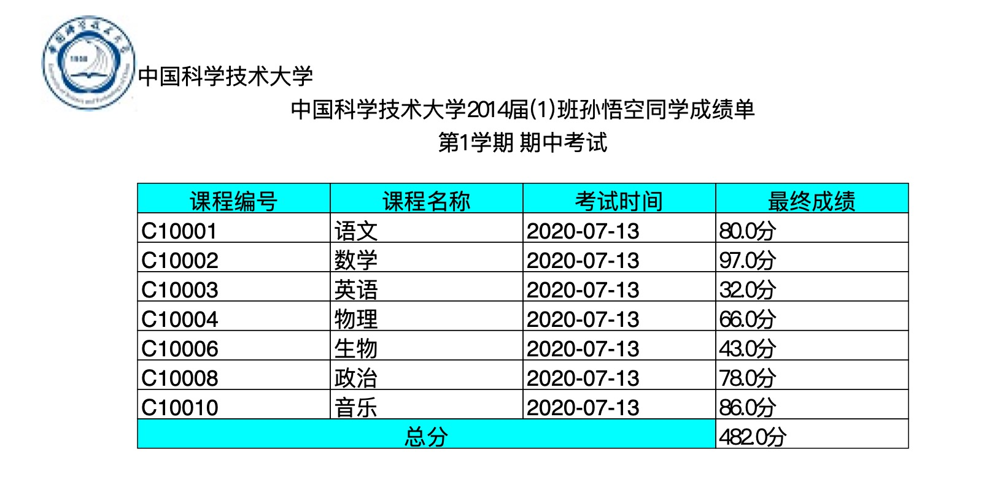 1958
中国科学技术大学
中国科学技术大学2014届(1)班孙悟空同学成绩单
第1学期 期中考试
课程编号 课程名称 考试时间 最终成绩
C10001 语文 2020-07-13 80.0分
C10002 数学 2020-07-13 97.0分
C10003 英语 2020-07-13 32.0分
C10004 物理 2020-07-13 66.0分
C10006 生物 2020-07-13 43.0分
C10008 政治 2020-07-13 78.0分
C10010 音乐 2020-07-13 86.0分
总分 482.0分